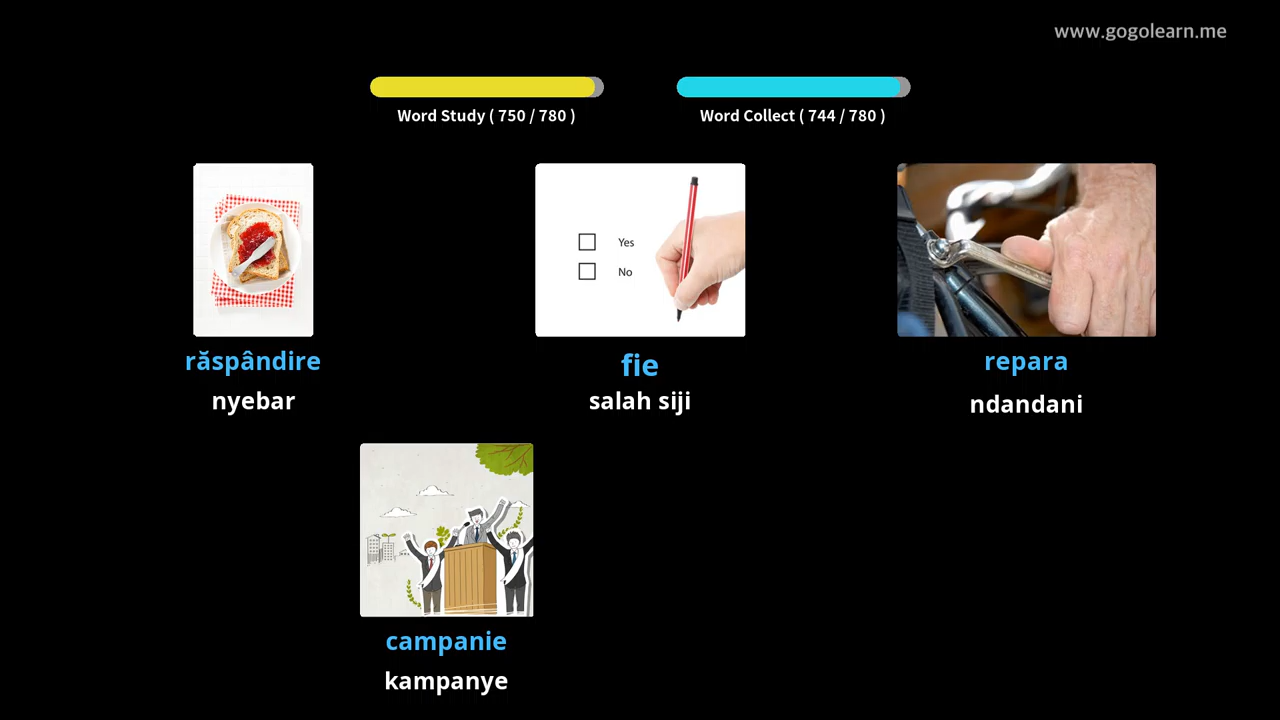 www.gogolearn.me
Word Study ( 750 / 780 )
Word Collect ( 744 / 780 )
Yes
No
răspândire
fie
repara
nyebar
salah siji
ndandani
campanie
kampanye